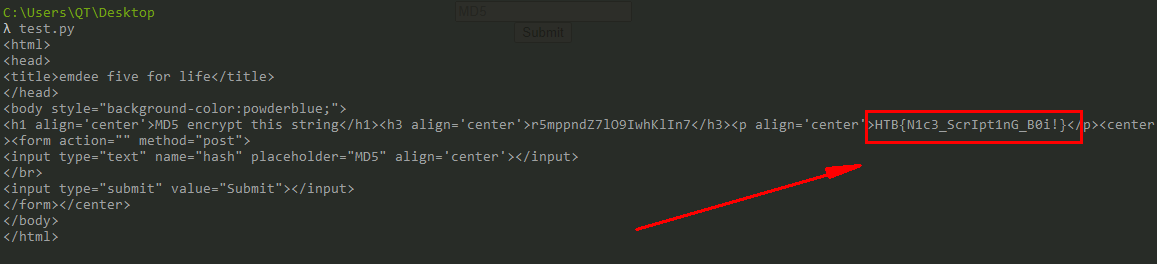 MD5
Submit
C:\Users\QT\Desktop
λ test.py
<html>
<head>
<title>emdee five for life</title>
</head>
<body style="background-color:powderblue;">
<h1 align='center'>MD5 encrypt this string</h1><h3 align='center'>r5mppndZ7lO9IwhKlIn7</h3><p align='center'>HTB{N1c3_ScrIpt1nG_B0i!}</p><center
><form action="" method="post">
<input type="text" name="hash" placeholder="MD5" align='center'></input>
</br>
<input type="submit" value="Submit"></input>
</form></center>
</body>
</html>